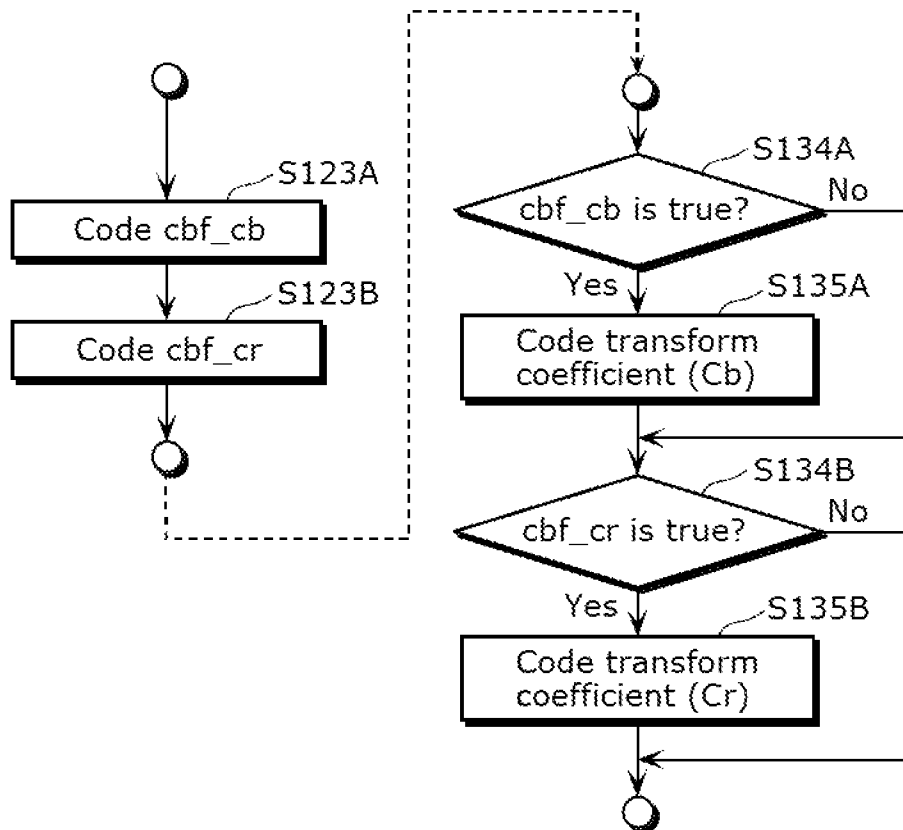 S123A
Code cbf_cb
S123B
Code cbf_cr
S134A
cbf_cb is true?
No
Yes
S135A
Code transform
coefficient (Cb)
S134B
cbf_cr is true?
No
Yes
S135B
Code transform
coefficient (Cr)